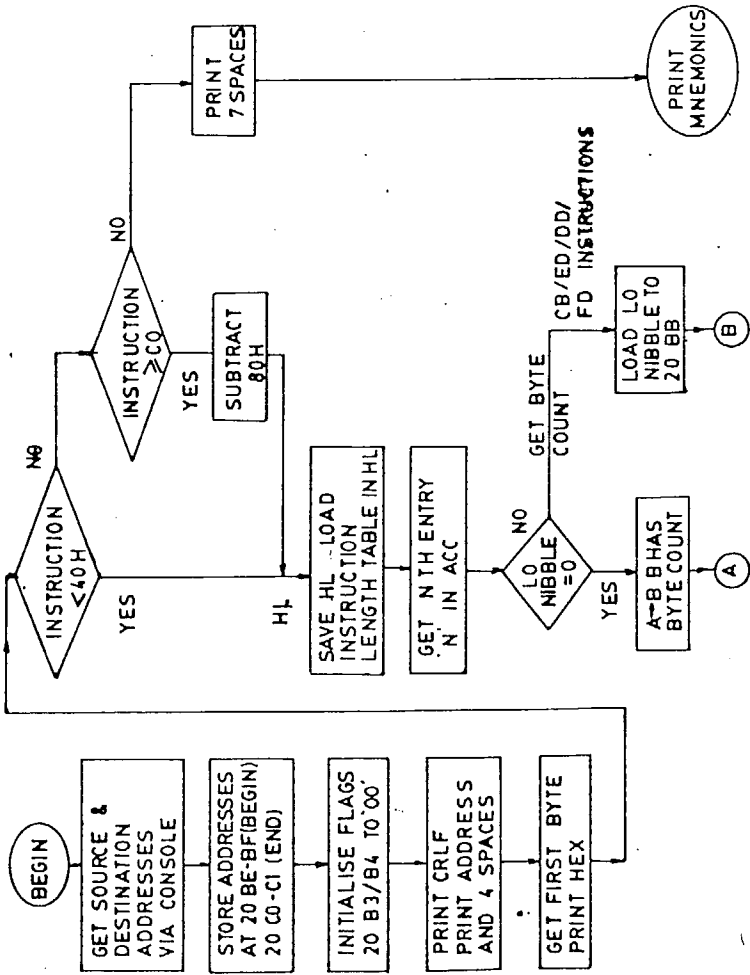 BEGIN
GET SOURCE &
DESTINATION
ADDRESSES
VIA CONSOLE
STORE ADDRESSES
AT 20 BE-BF(BEGIN)
20 C0-C1 (END)
INITIALISE FLAGS
20 B3/B4 TO '00'
PRINT CRLF
PRINT ADDRESS
AND 4 SPACES
GET FIRST BYTE
PRINT HEX
INSTRUCTION
<40H
NO
YES
INSTRUCTION
≥C0
NO
YES
SUBTRACT
80H
PRINT
7 SPACES
PRINT
MNEMONICS
HL
SAVE HL -LOAD
INSTRUCTION
LENGTH TABLE IN HL
GET N TH ENTRY
'N' IN ACC
LO
NIBBLE
=0
NO
YES
GET BYTE
COUNT
CB/ED/DD/
FD INSTRUCTIONS
LOAD LO
NIBBLE TO
20 BB
B
A→B B HAS
BYTE COUNT
A